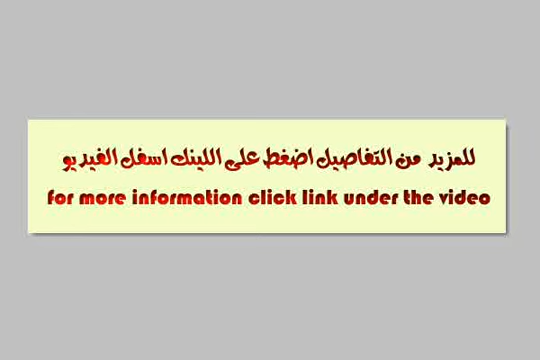 للمزيد من التفاصيل اضغط على اللينك اسفل الفيديو
for more information click link under the video